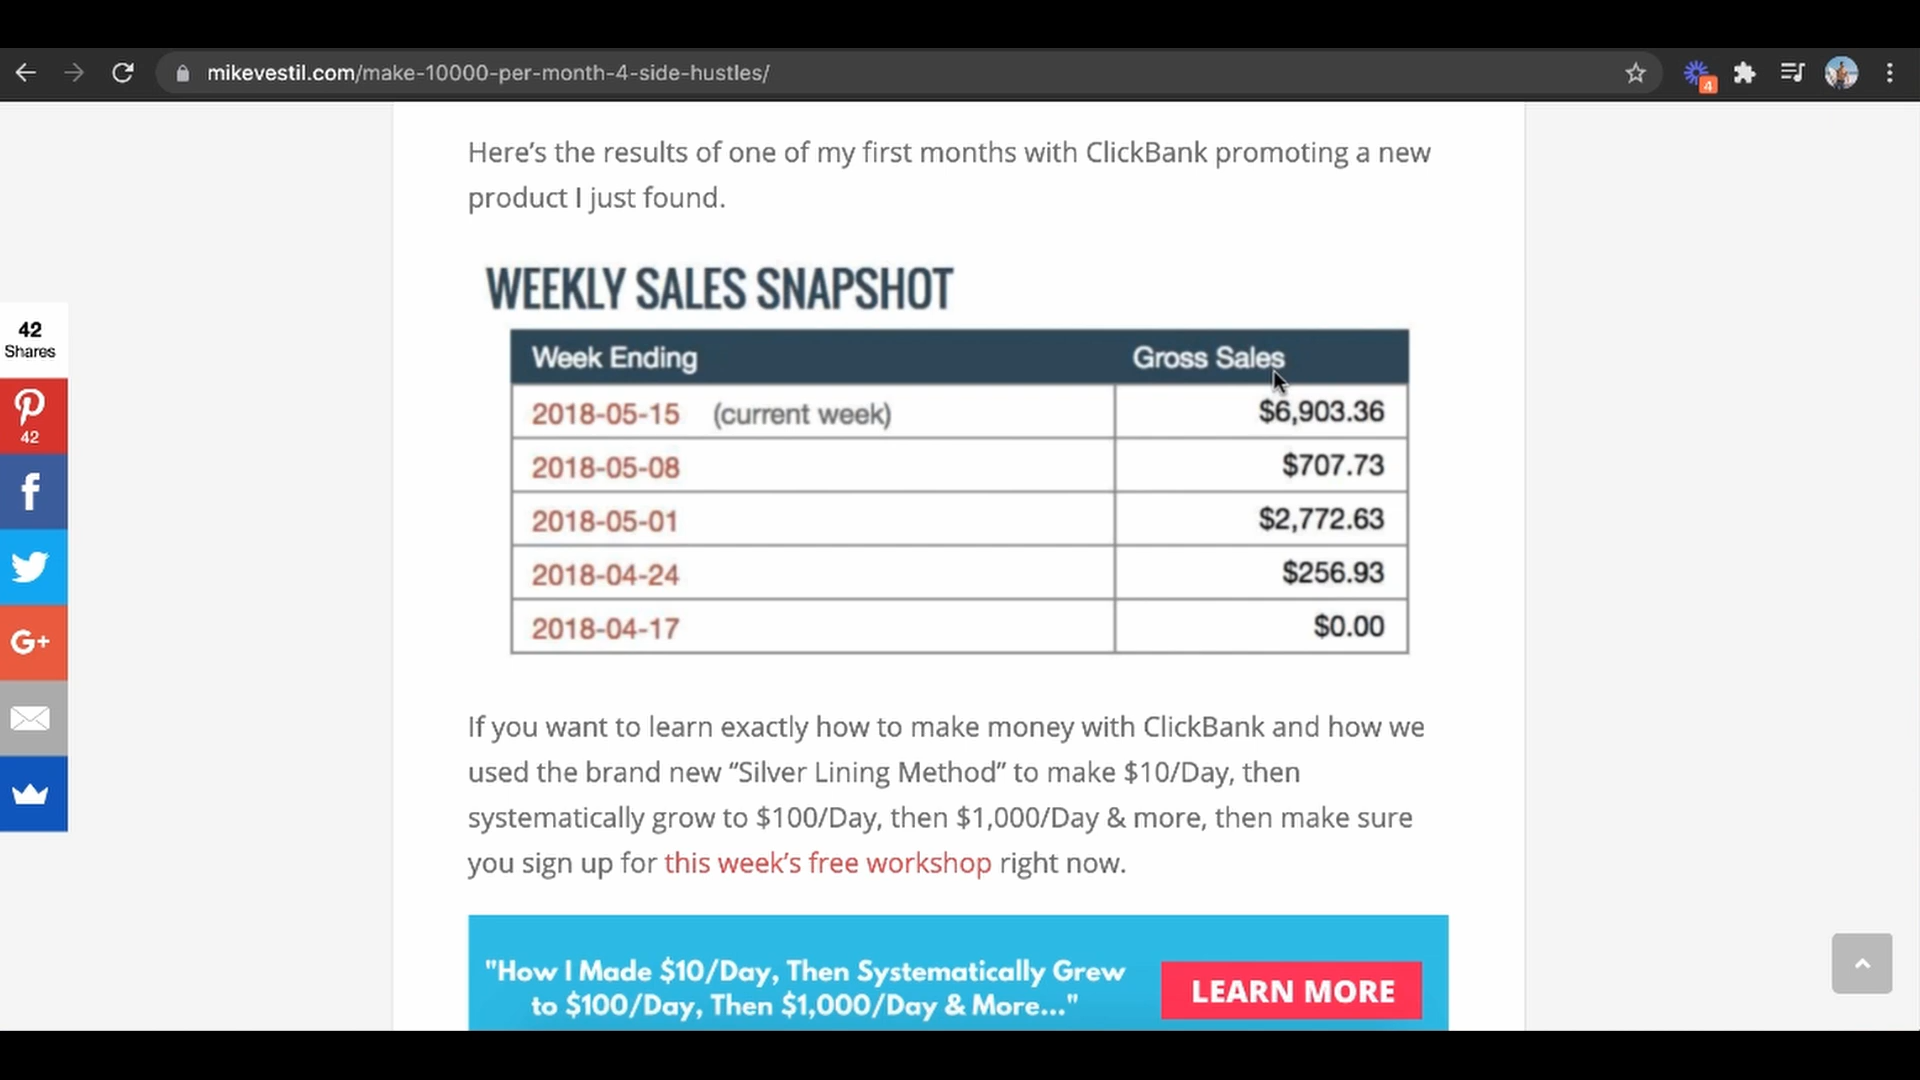 mikevestil.com/make-10000-per-month-4-side-hustles/
4
Here's the results of one of my first months with ClickBank promoting a new
product I just found.
WEEKLY SALES SNAPSHOT
Week Ending Gross Sales
2018-05-15 (current week) $6,903.36
2018-05-08 $707.73
2018-05-01 $2,772.63
2018-04-24 $256.93
2018-04-17 $0.00
42
Shares
42
G+
If you want to learn exactly how to make money with ClickBank and how we
used the brand new “Silver Lining Method” to make $10/Day, then
systematically grow to $100/Day, then $1,000/Day & more, then make sure
you sign up for this week's free workshop right now.
"How I Made $10/Day, Then Systematically Grew
to $100/Day, Then $1,000/Day & More..."
LEARN MORE